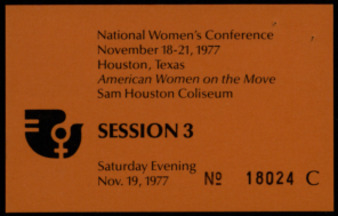 National Women's Conference
November 18-21, 1977
Houston, Texas
American Women on the Move
Sam Houston Coliseum
SESSION 3
Saturday Evening
Nov. 19, 1977 Nº 18024 C